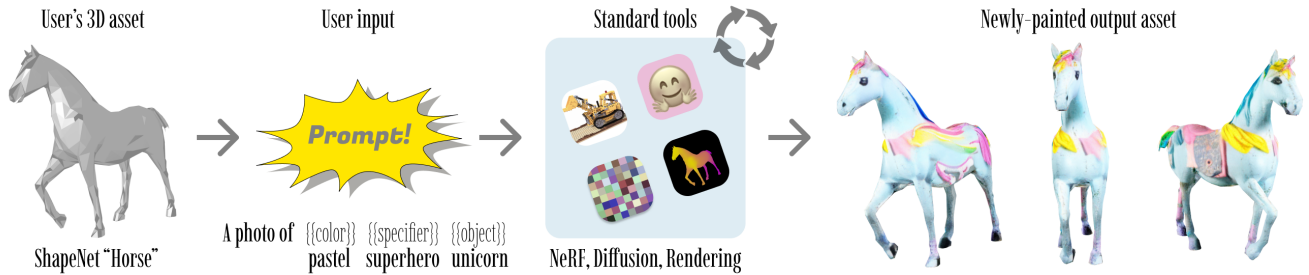 User's 3D asset
User input
Standard tools
Newly-painted output asset
Prompt!
A photo of {{color}} {{specifier}} {{object}}
pastel superhero unicorn
ShapeNet “Horse”
NeRF, Diffusion, Rendering